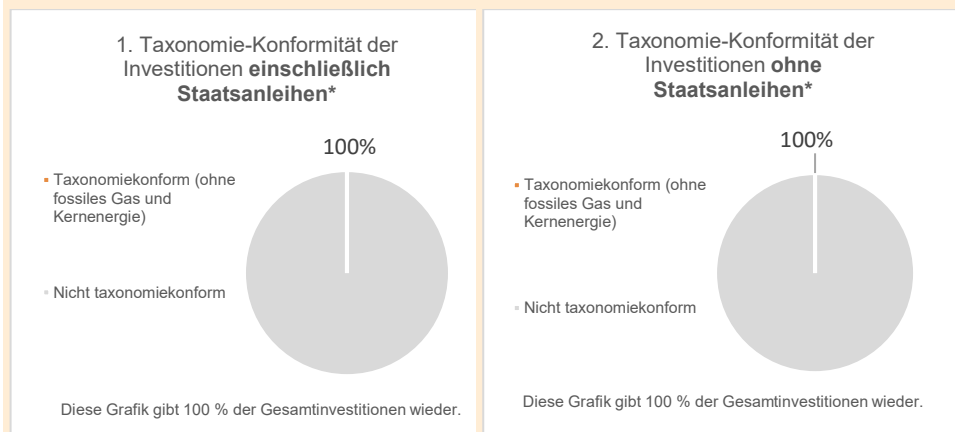 1. Taxonomie-Konformität der
Investitionen einschließlich
Staatsanleihen*
100%
Taxonomiekonform (ohne
fossiles Gas und
Kernenergie)
Nicht taxonomiekonform
Diese Grafik gibt 100 % der Gesamtinvestitionen wieder.
2. Taxonomie-Konformität der
Investitionen ohne
Staatsanleihen*
100%
Taxonomiekonform (ohne
fossiles Gas und
Kernenergie)
Nicht taxonomiekonform
Diese Grafik gibt 100 % der Gesamtinvestitionen wieder.